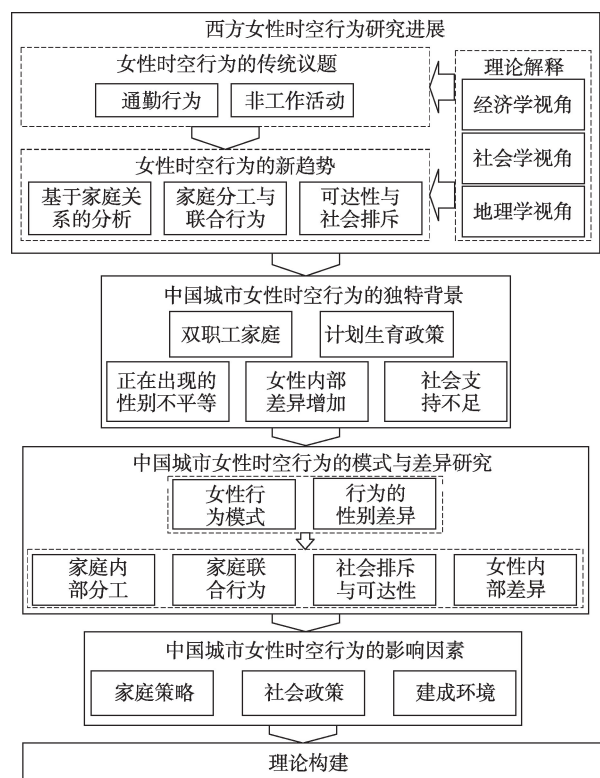 西方女性时空行为研究进展
女性时空行为的传统议题
通勤行为
非工作活动
女性时空行为的新趋势
基于家庭关
系的分析
家庭分工与
联合行为
可达性与
社会排斥
理论解释
经济学视角
社会学视角
地理学视角
中国城市女性时空行为的独特背景
双职工家庭
计划生育政策
正在出现的
性别不平等
女性内部
差异增加
社会支
持不足
中国城市女性时空行为的模式与差异研究
女性行
为模式
行为的
性别差异
家庭内
部分工
家庭联
合行为
社会排斥
与可达性
女性内
部差异
中国城市女性时空行为的影响因素
家庭策略
社会政策
建成环境
理论构建